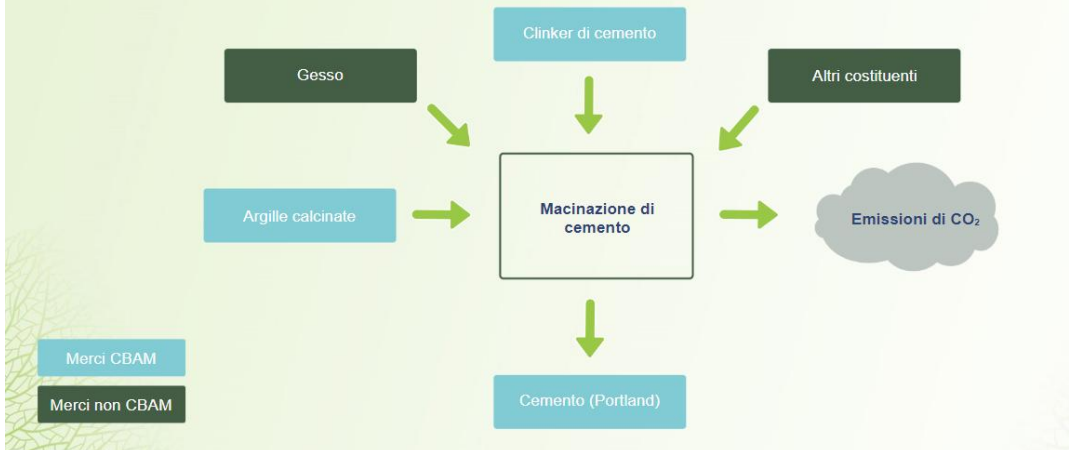 Clinker di cemento
Gesso
Altri costituenti
Argille calcinate
Macinazione di
cemento
Emissioni di CO₂
Merci CBAM
Merci non CBAM
Cemento (Portland)